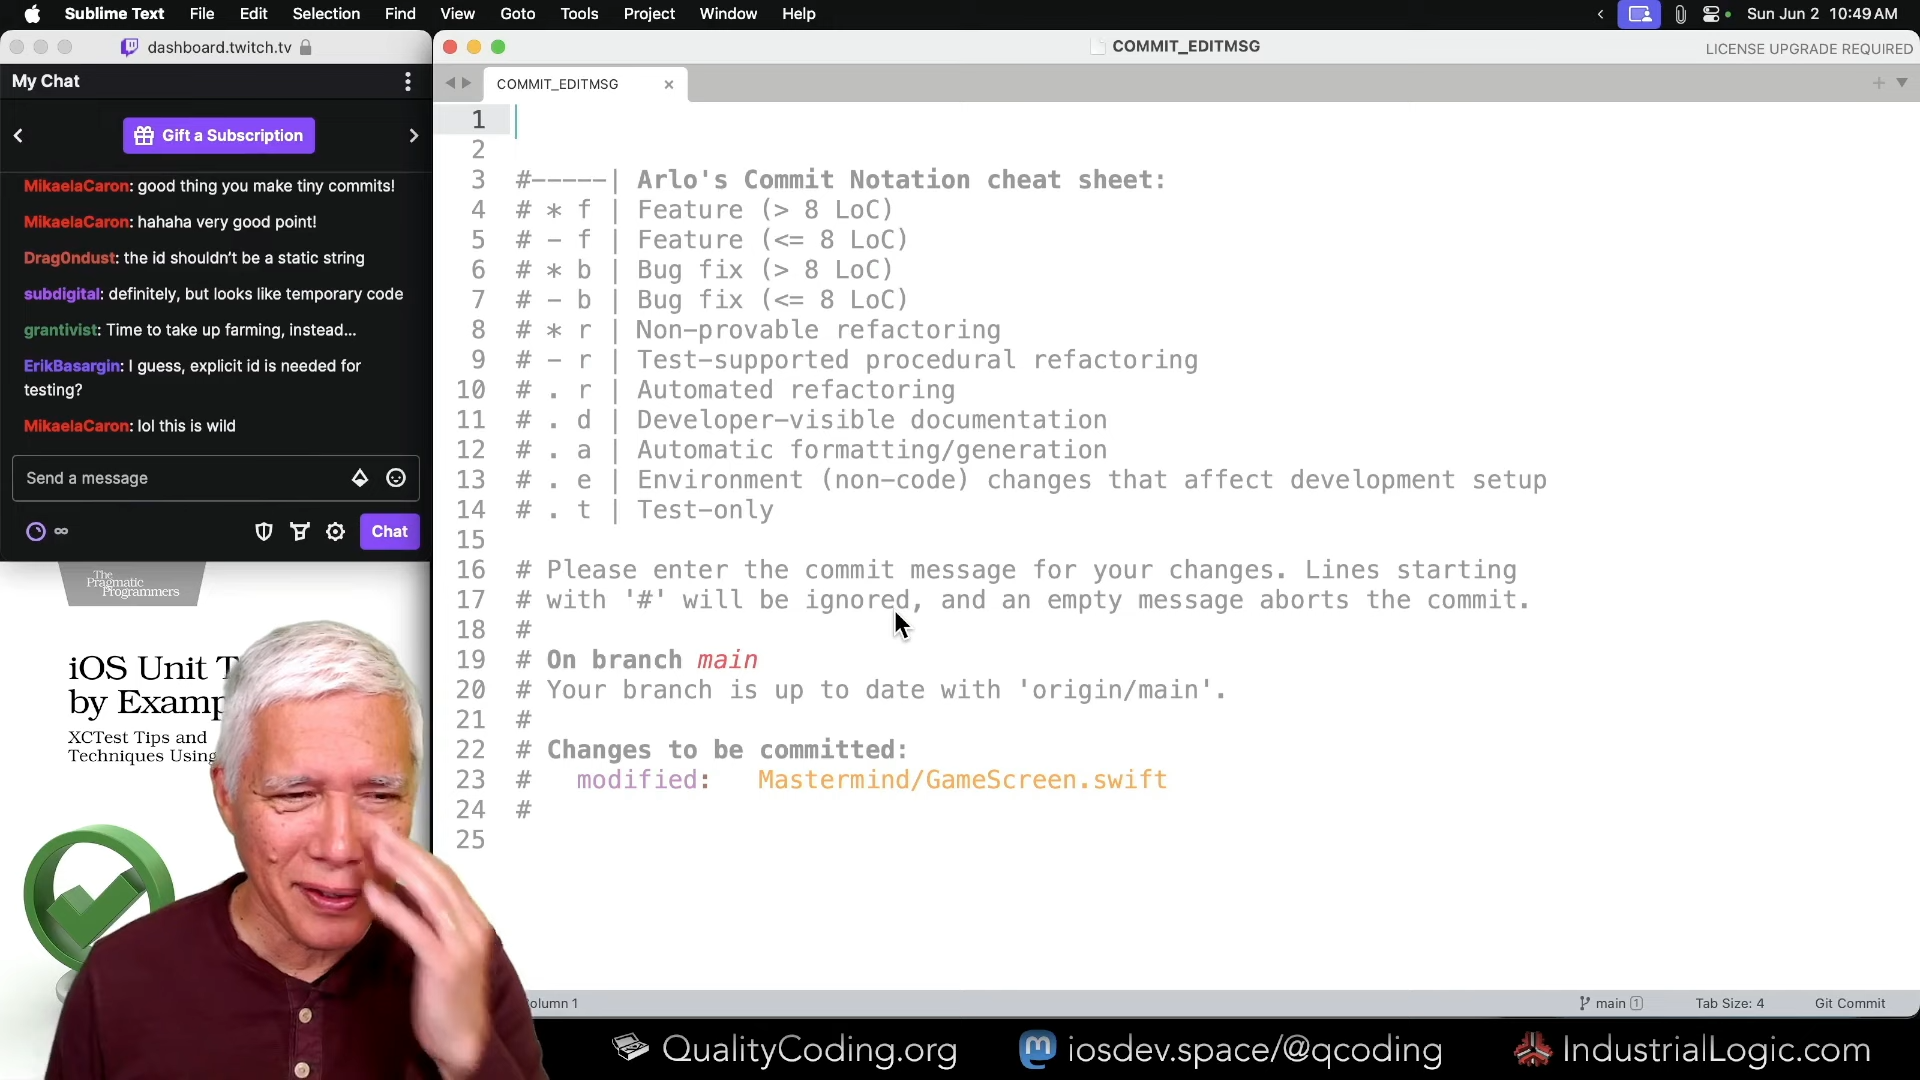 Sublime Text File Edit Selection Find View Goto Tools Project Window Help
Sun Jun 2 10:49 AM
dashboard.twitch.tv
My Chat
Gift a Subscription
MikaelaCaron: good thing you make tiny commits!
MikaelaCaron: hahaha very good point!
Drag0ndust: the id shouldn't be a static string
subdigital: definitely, but looks like temporary code
grantivist: Time to take up farming, instead...
ErikBasargin: I guess, explicit id is needed for
testing?
MikaelaCaron: lol this is wild
Send a message
∞
Chat
COMMIT_EDITMSG
LICENSE UPGRADE REQUIRED
COMMIT_EDITMSG
1
2
3 #-----| Arlo's Commit Notation cheat sheet:
4 # * f | Feature (> 8 LoC)
5 # - f | Feature (<= 8 LoC)
6 # * b | Bug fix (> 8 LoC)
7 # - b | Bug fix (<= 8 LoC)
8 # * r | Non-provable refactoring
9 # - r | Test-supported procedural refactoring
10 # . r | Automated refactoring
11 # . d | Developer-visible documentation
12 # . a | Automatic formatting/generation
13 # . e | Environment (non-code) changes that affect development setup
14 # . t | Test-only
15
16 # Please enter the commit message for your changes. Lines starting
17 # with '#' will be ignored, and an empty message aborts the commit.
18 #
19 # On branch main
20 # Your branch is up to date with 'origin/main'.
21 #
22 # Changes to be committed:
23 # modified: Mastermind/GameScreen.swift
24 #
25
The
Pragmatic
Programmers
iOS Unit T
by Examp
XCTest Tips and
Techniques Using
olumn 1
main 1
Tab Size: 4
Git Commit
QualityCoding.org
iosdev.space/@qcoding
IndustrialLogic.com